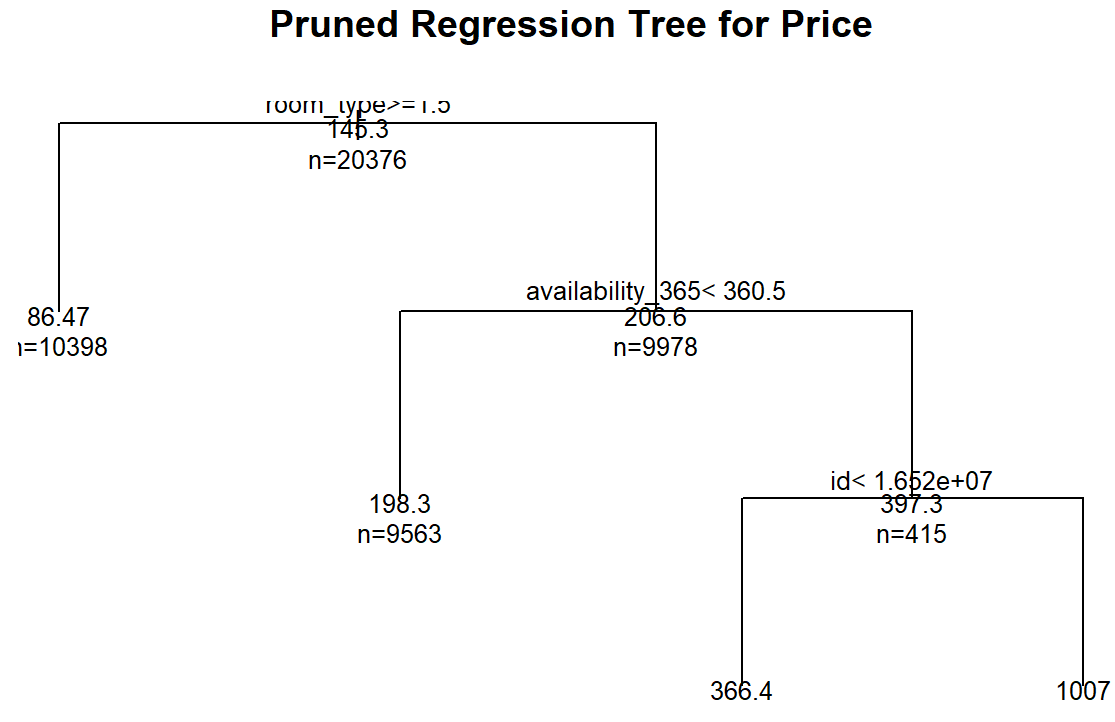 Pruned Regression Tree for Price
room_type>=1.5
145.3
n=20376
availability_365< 360.5
86.47
n=10398
206.6
n=9978
id< 1.652e+07
198.3
n=9563
397.3
n=415
366.4
1007